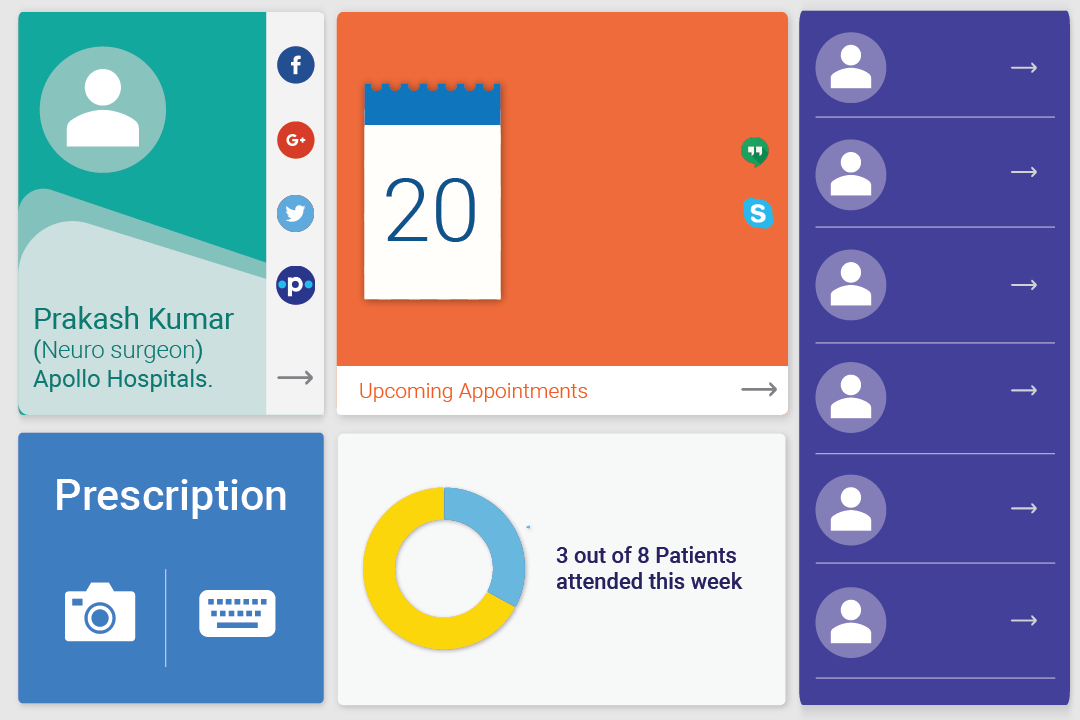 Prakash Kumar
(Neuro surgeon)
Apollo Hospitals.
f
G+
p
20
S
Upcoming Appointments
Prescription
3 out of 8 Patients
attended this week